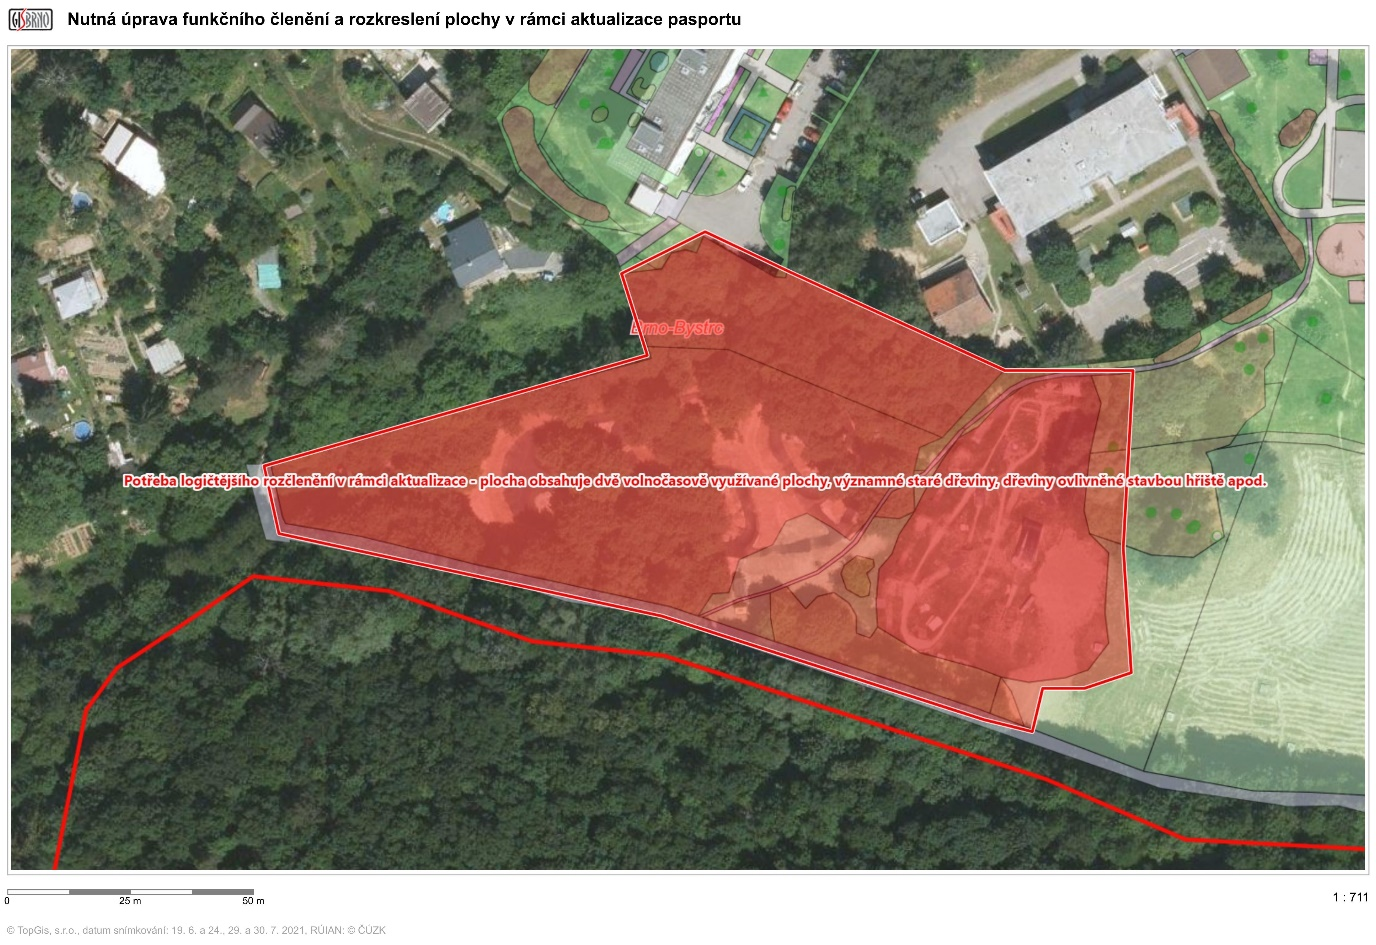 GISBRNO
Nutná úprava funkčního členění a rozkreslení plochy v rámci aktualizace pasportu
Brno-Bystrc
Potřeba logičtějšího rozčlenění v rámci aktualizace - plocha obsahuje dvě volnočasově využívané plochy, významné staré dřeviny, dřeviny ovlivněné stavbou hřiště apod.
0 25 m 50 m
1 : 711
© TopGis, s.r.o., datum snímkování: 19. 6. a 24., 29. a 30. 7. 2021, RÚIAN: © ČÚZK